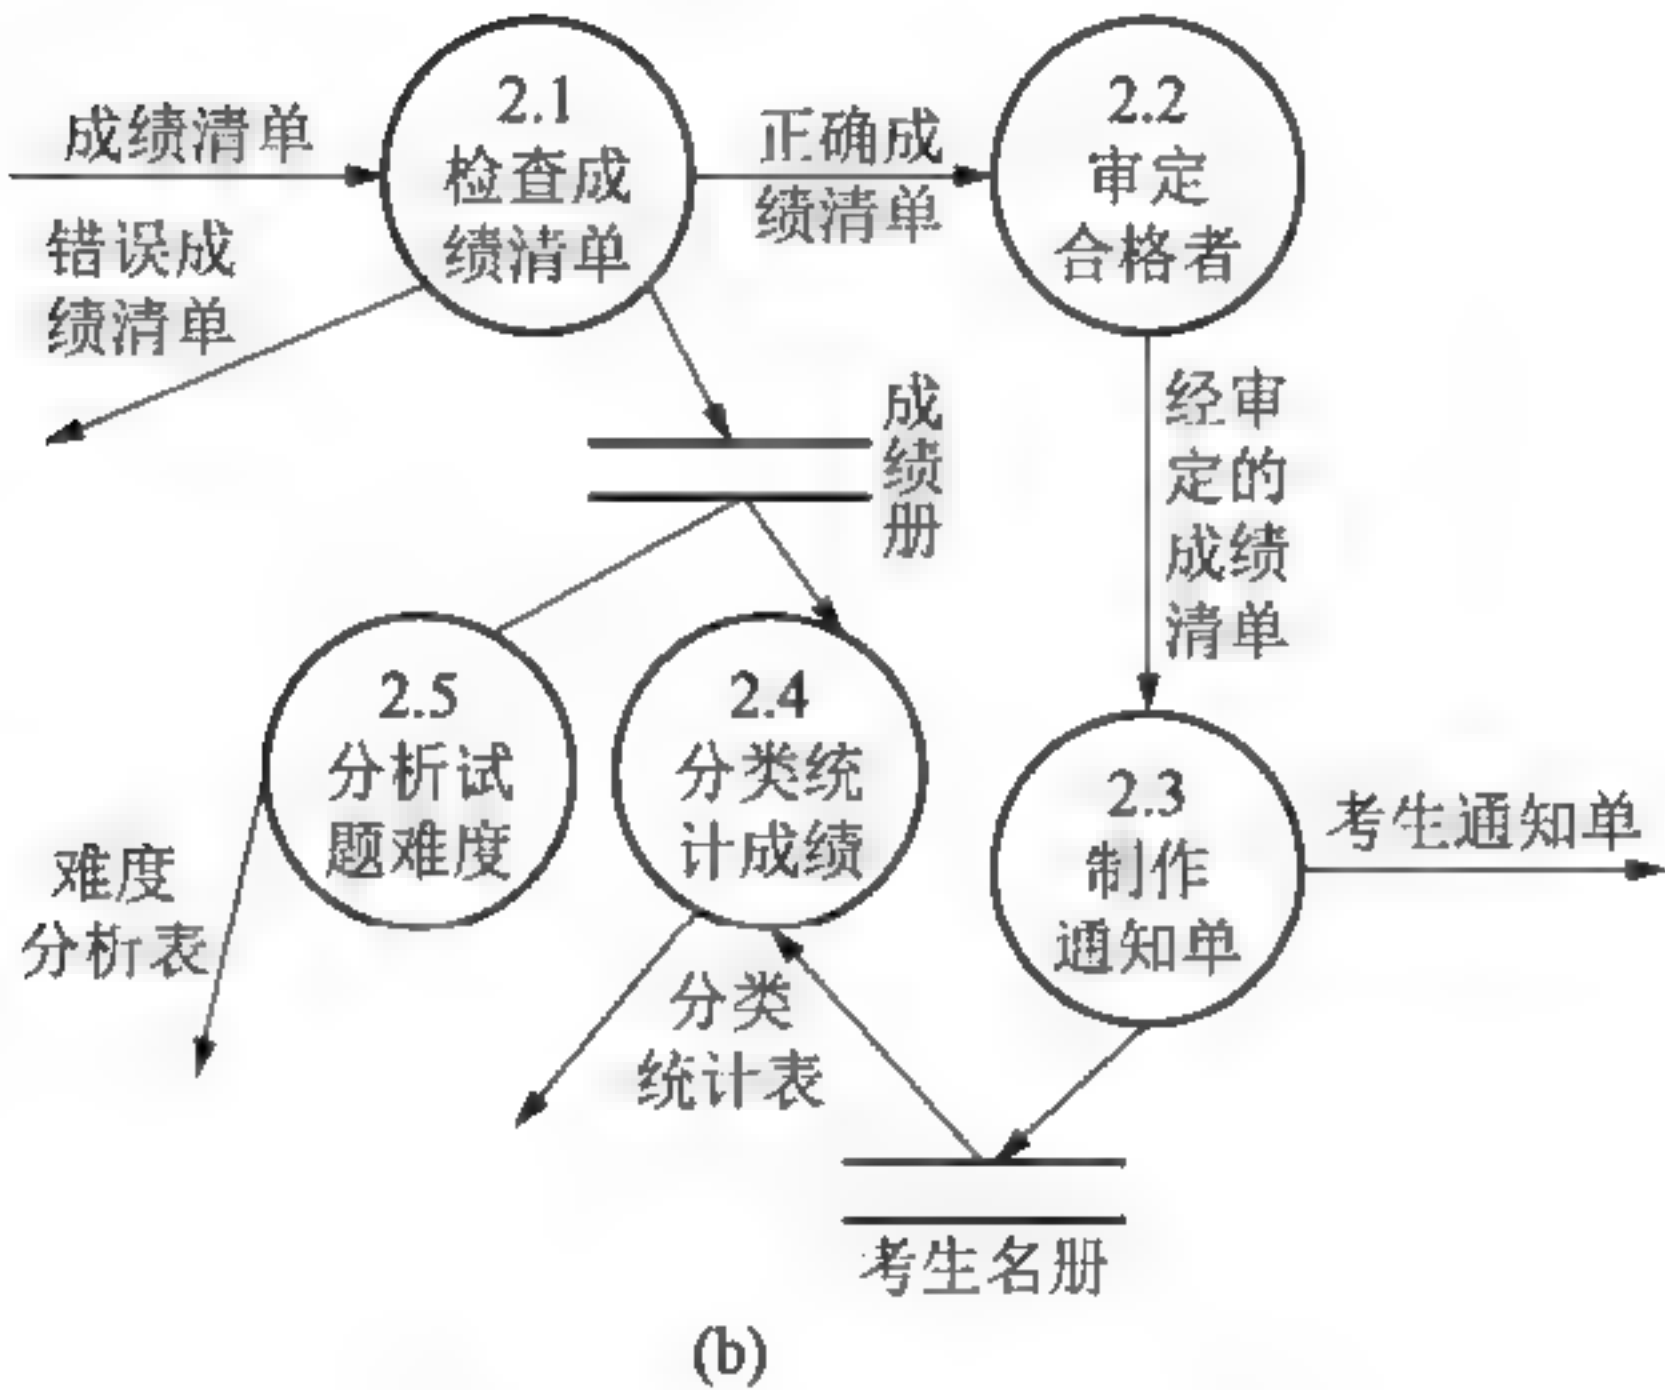 成绩清单
2.1
检查成
绩清单
正确成
绩清单
2.2
审定
合格者
错误成
绩清单
成
绩
册
经审
定的
成绩
清单
2.5
分析试
题难度
2.4
分类统
计成绩
2.3
制作
通知单
考生通知单
难度
分析表
分类
统计表
考生名册
(b)